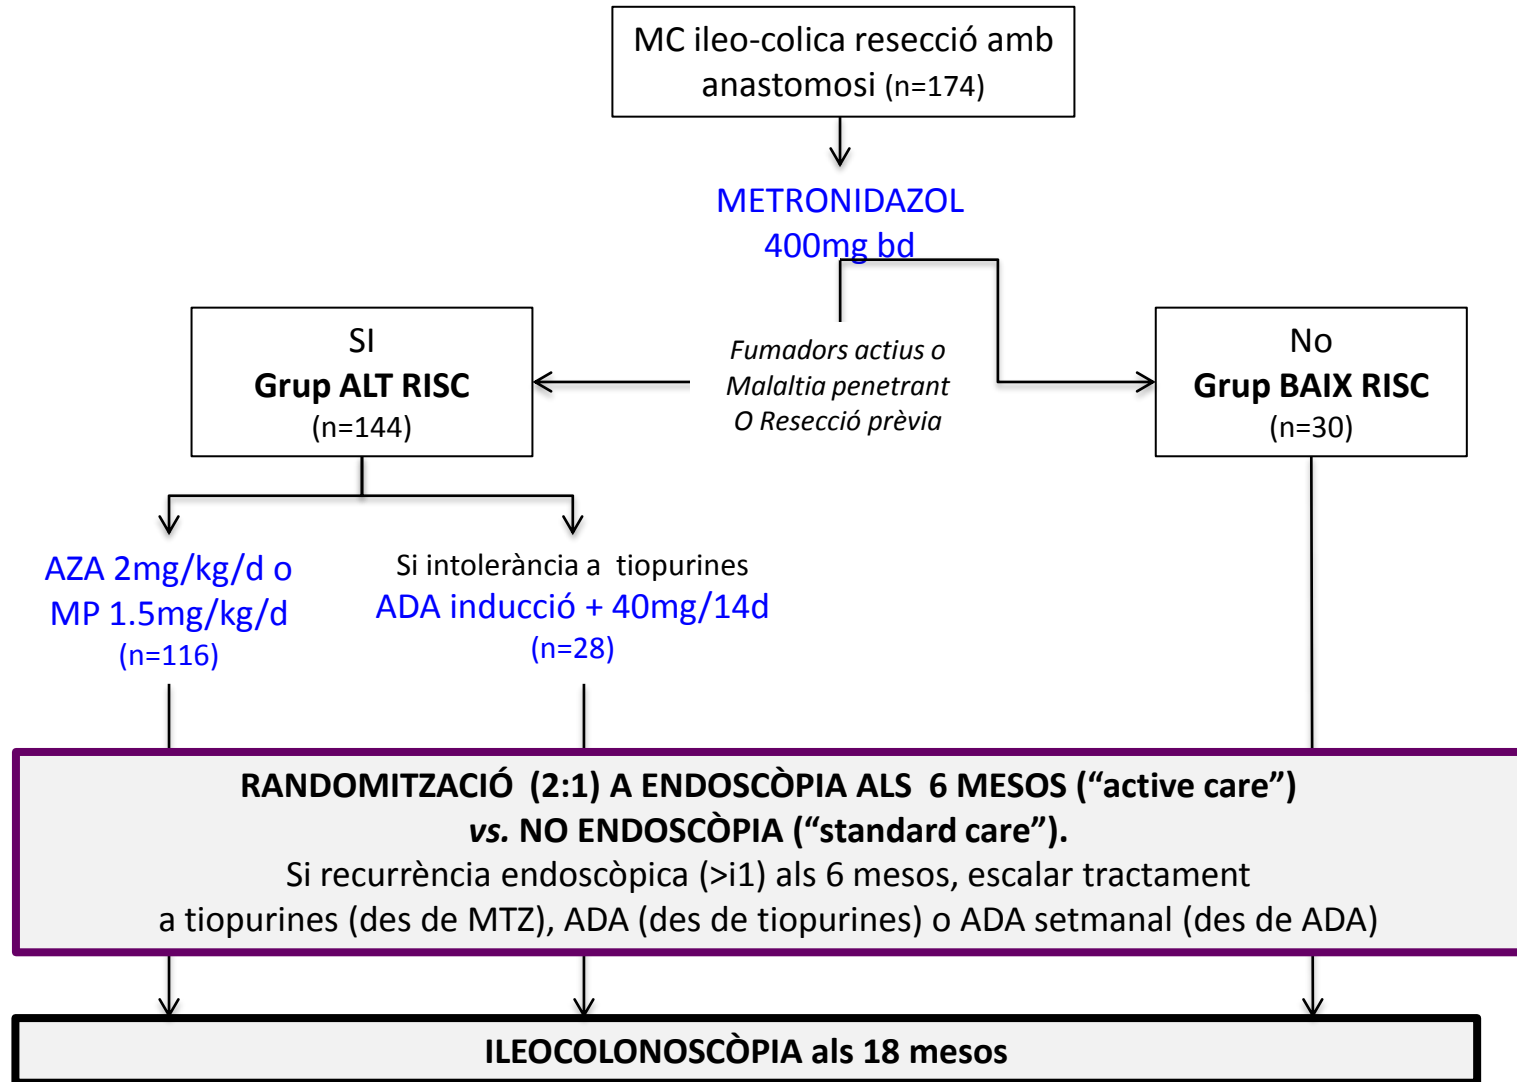 MC ileo-colica resecció amb
anastomosi (n=174)
METRONIDAZOL
400mg bd
SI
Grup ALT RISC
(n=144)
Fumadors actius o
Malaltia penetrant
O Resecció prèvia
No
Grup BAIX RISC
(n=30)
AZA 2mg/kg/d o
MP 1.5mg/kg/d
(n=116)
Si intolerància a tiopurines
ADA inducció + 40mg/14d
(n=28)
RANDOMITZACIÓ (2:1) A ENDOSCÒPIA ALS 6 MESOS (“active care”)
vs. NO ENDOSCÒPIA (“standard care”).
Si recurrència endoscòpica (>i1) als 6 mesos, escalar tractament
a tiopurines (des de MTZ), ADA (des de tiopurines) o ADA setmanal (des de ADA)
ILEOCOLONOSCÒPIA als 18 mesos